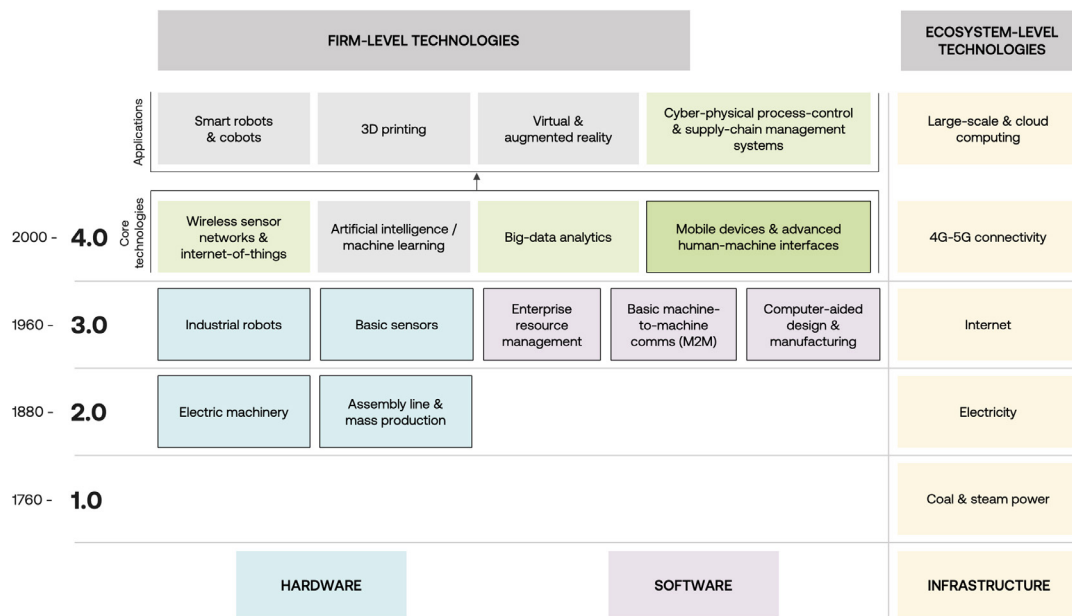 FIRM-LEVEL TECHNOLOGIES
ECOSYSTEM-LEVEL
TECHNOLOGIES
Applications
Smart robots
& cobots
3D printing
Virtual &
augmented reality
Cyber-physical process-control
& supply-chain management
systems
Large-scale & cloud
computing
2000 - 4.0
Core
technologies
Wireless sensor
networks &
internet-of-things
Artificial intelligence /
machine learning
Big-data analytics
Mobile devices & advanced
human-machine interfaces
4G-5G connectivity
1960 - 3.0
Industrial robots
Basic sensors
Enterprise
resource
management
Basic machine-
to-machine
comms (M2M)
Computer-aided
design &
manufacturing
Internet
1880 - 2.0
Electric machinery
Assembly line &
mass production
Electricity
1760 - 1.0
Coal & steam power
HARDWARE
SOFTWARE
INFRASTRUCTURE